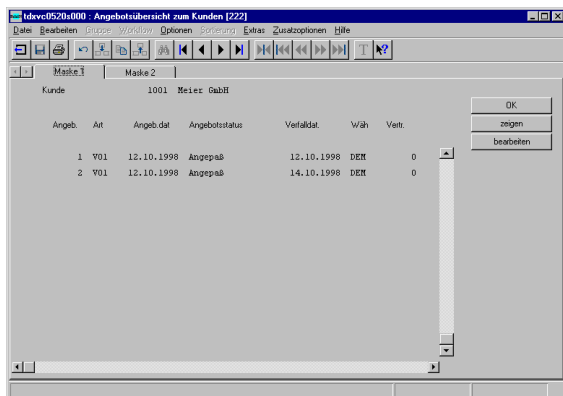 tdxvc0520s000 : Angebotsübersicht zum Kunden [222]
Datei Bearbeiten Gruppe Workflow Optionen Sortierung Extras Zusatzoptionen Hilfe
Maske 1 Maske 2
Kunde 1001 Meier GmbH
OK
zeigen
bearbeiten
Angeb. Art Angeb.dat Angebotsstatus Verfalldat. Wäh Vertr.
1 V01 12.10.1998 Angepaß 12.10.1998 DEM 0
2 V01 12.10.1998 Angepaß 14.10.1998 DEM 0